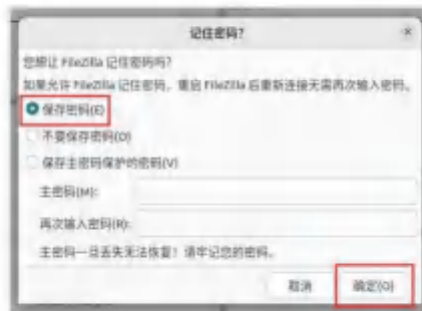 记住密码?
×
您想让 FileZilla 记住密码吗?
如果允许 FileZilla 记住密码，重启 FileZilla 后重新连接无需再次输入密码。
保存密码(E)
不要保存密码(O)
保存主密码保护的密码(V)
主密码(M):
再次输入密码(R):
主密码一旦丢失无法恢复！请牢记您的密码。
取消
确定(O)